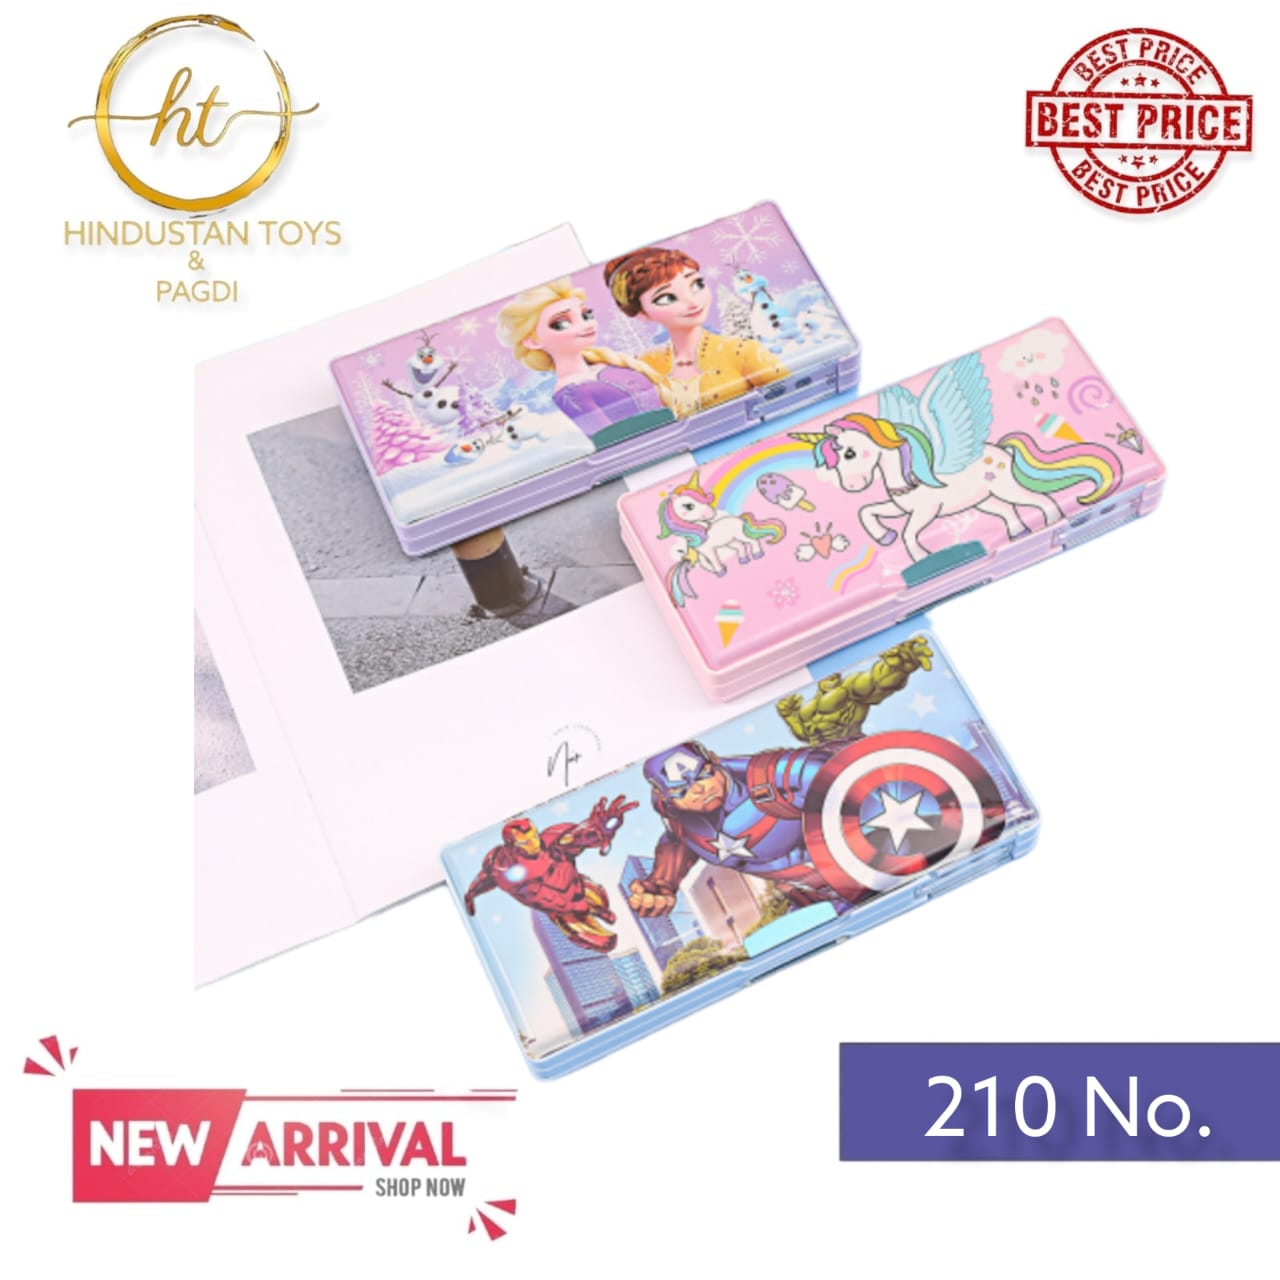 ht
HINDUSTAN TOYS
&
PAGDI
BEST PRICE
BEST PRICE
BEST PRICE
A
NEW ARRIVAL
SHOP NOW
210 No.